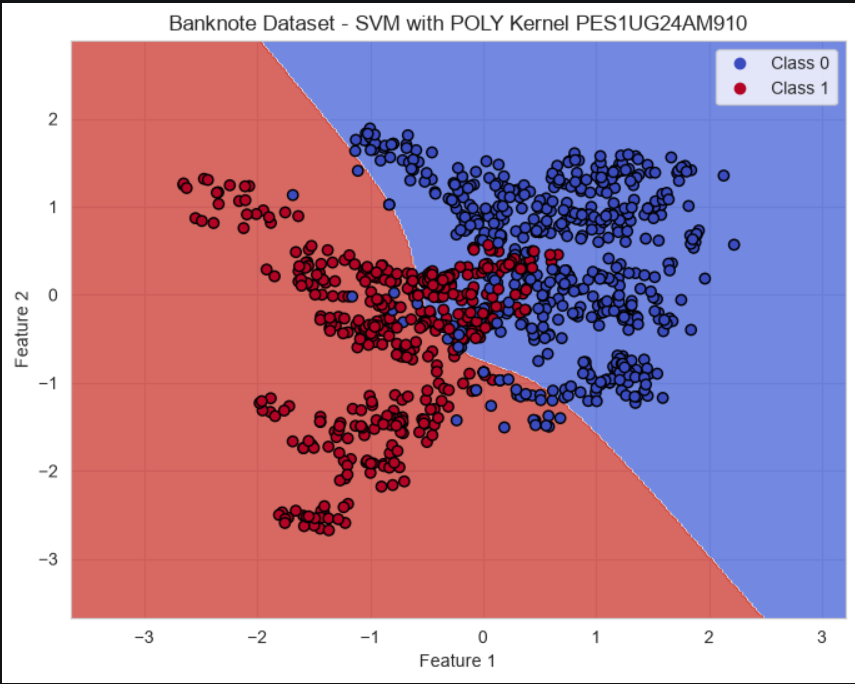 Banknote Dataset - SVM with POLY Kernel PES1UG24AM910
Class 0
Class 1
Feature 2
2
1
0
−1
−2
−3
−3
−2
−1
0
1
2
3
Feature 1